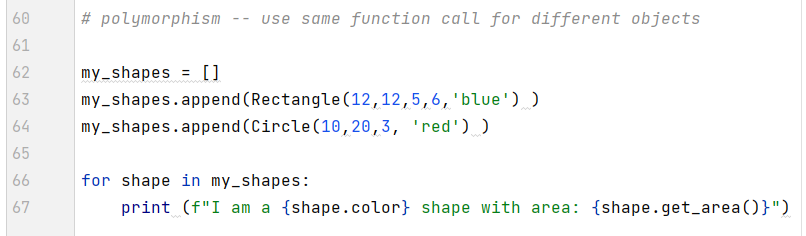 60 # polymorphism -- use same function call for different objects
61
62 my_shapes = []
63 my_shapes.append(Rectangle(12,12,5,6,'blue') )
64 my_shapes.append(Circle(10,20,3, 'red') )
65
66 for shape in my_shapes:
67     print (f"I am a {shape.color} shape with area: {shape.get_area()}")